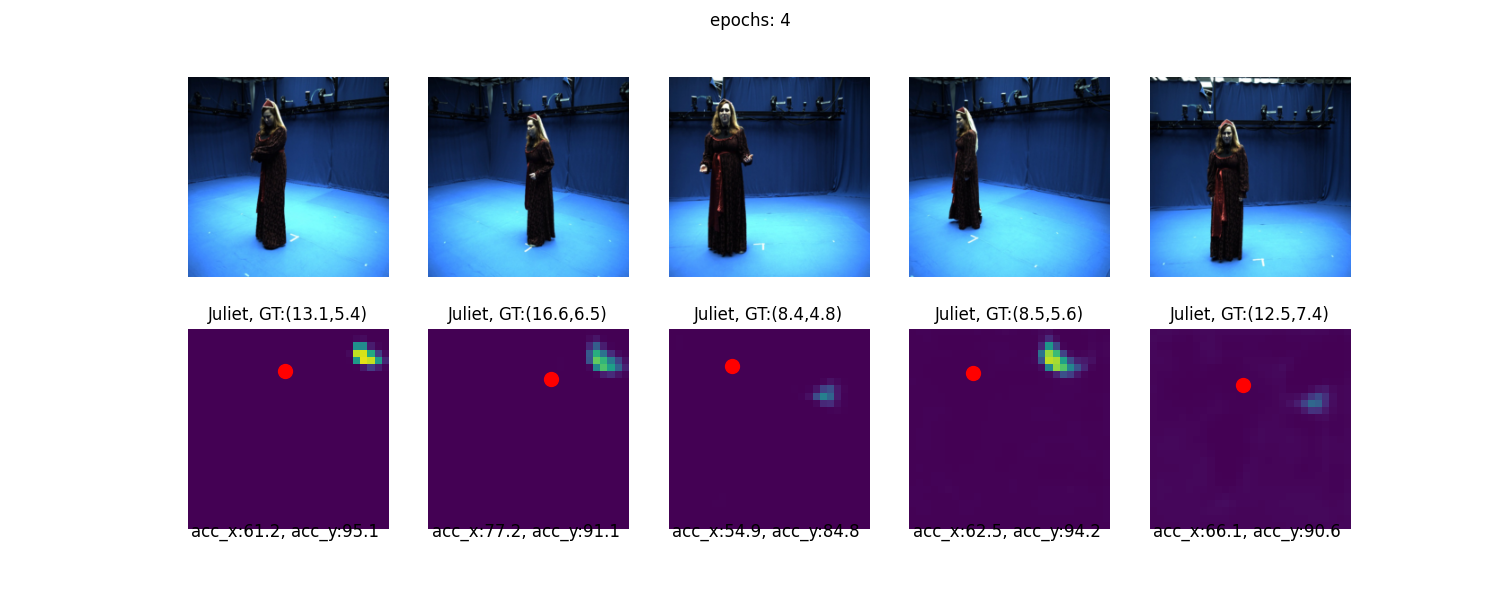 epochs: 4
Juliet, GT:(13.1,5.4)
Juliet, GT:(16.6,6.5)
Juliet, GT:(8.4,4.8)
Juliet, GT:(8.5,5.6)
Juliet, GT:(12.5,7.4)
acc_x:61.2, acc_y:95.1
acc_x:77.2, acc_y:91.1
acc_x:54.9, acc_y:84.8
acc_x:62.5, acc_y:94.2
acc_x:66.1, acc_y:90.6